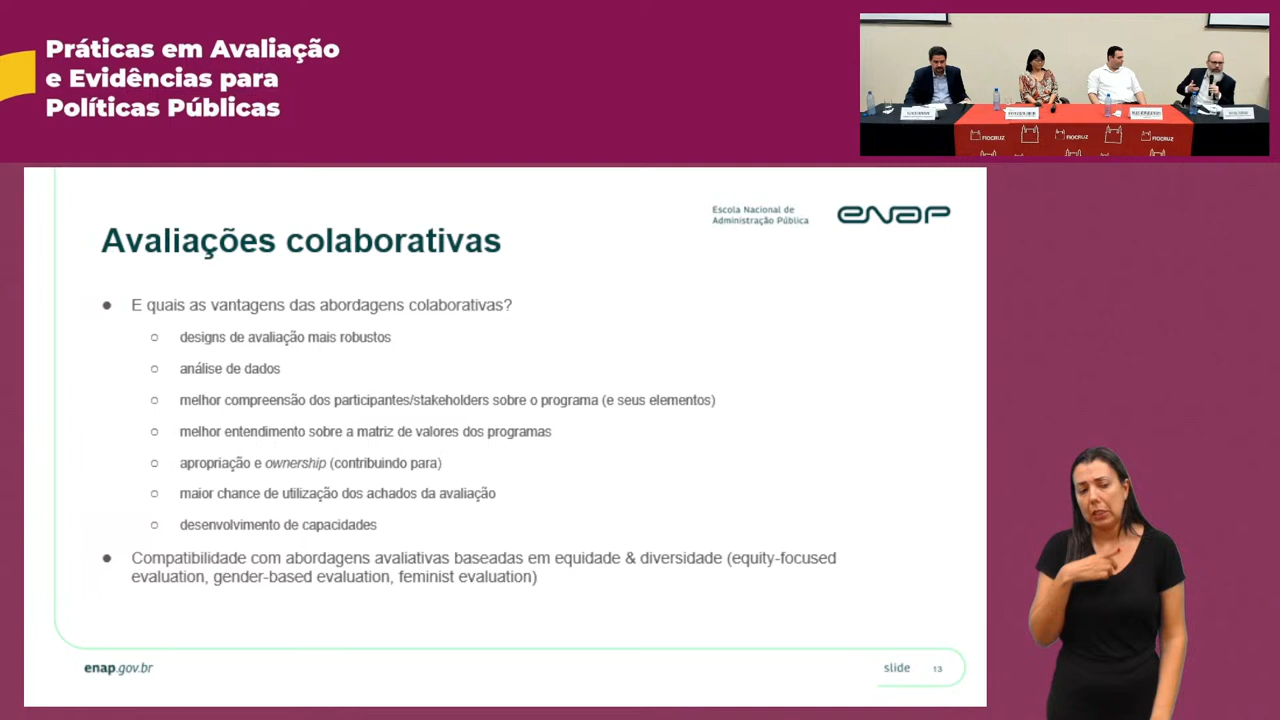 Práticas em Avaliação
e Evidências para
Políticas Públicas
FIOCRUZ
FIOCRUZ
FIOCRUZ
Escola Nacional de
Administração Pública
enap
Avaliações colaborativas
● E quais as vantagens das abordagens colaborativas?
○ designs de avaliação mais robustos
○ análise de dados
○ melhor compreensão dos participantes/stakeholders sobre o programa (e seus elementos)
○ melhor entendimento sobre a matriz de valores dos programas
○ apropriação e ownership (contribuindo para)
○ maior chance de utilização dos achados da avaliação
○ desenvolvimento de capacidades
● Compatibilidade com abordagens avaliativas baseadas em equidade & diversidade (equity-focused
evaluation, gender-based evaluation, feminist evaluation)
enap.gov.br
slide 13